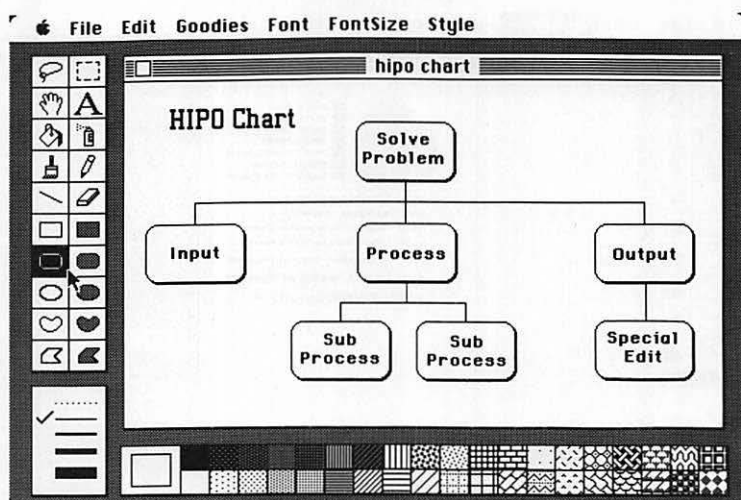 File Edit Goodies Font FontSize Style
hipo chart
A
HIPO Chart
Solve
Problem
Input
Process
Output
Sub
Process
Sub
Process
Special
Edit